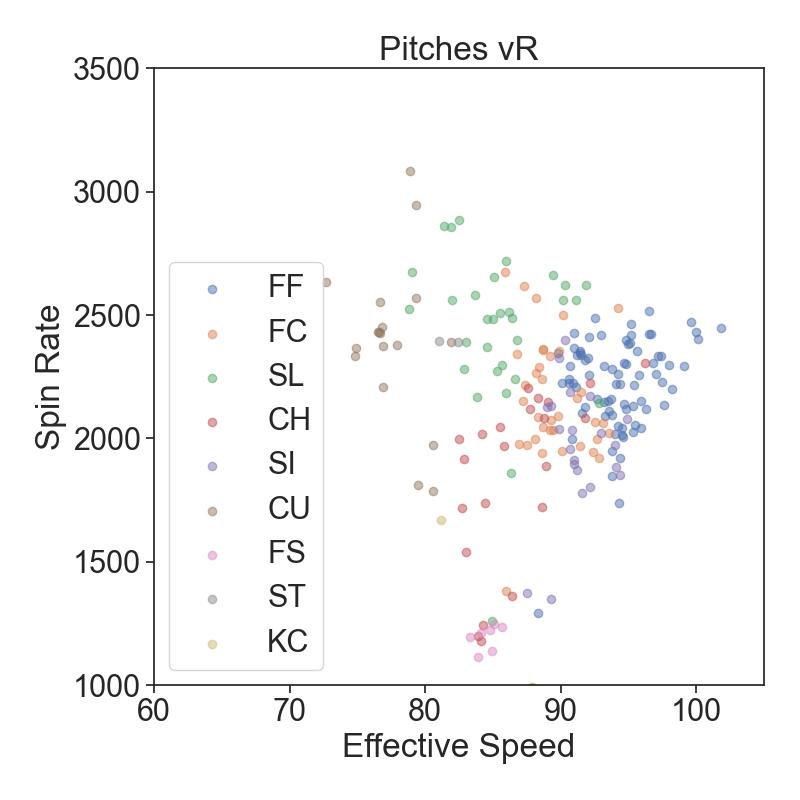 Pitches vR
3500
3000
2500
2000
1500
1000
Spin Rate
FF
FC
SL
CH
SI
CU
FS
ST
KC
60 70 80 90 100
Effective Speed